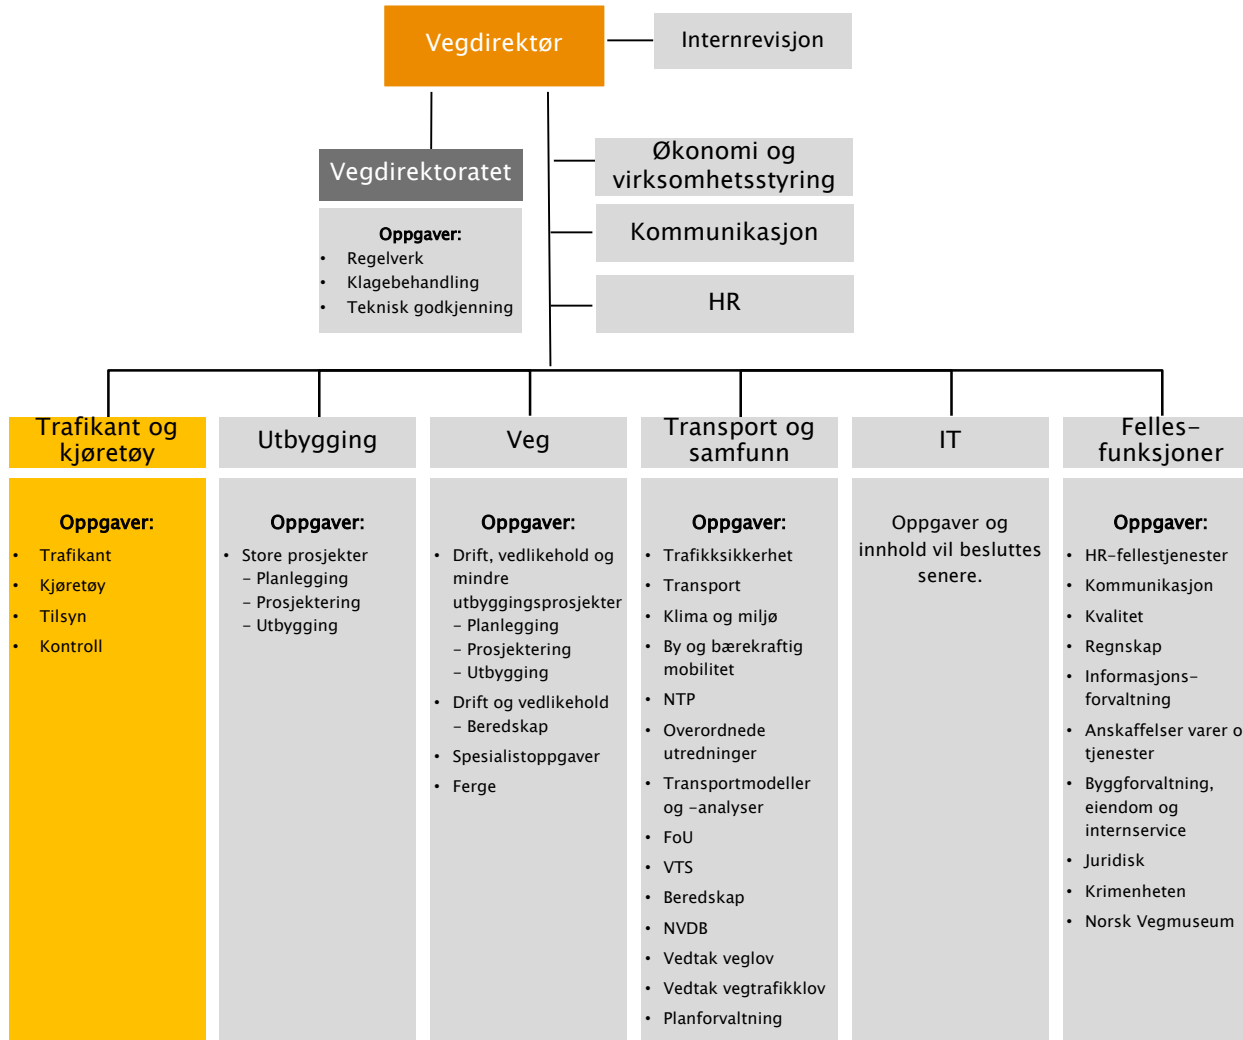 Vegdirektør
Internrevisjon
Vegdirektoratet
Oppgaver:
• Regelverk
• Klagebehandling
• Teknisk godkjenning
Økonomi og
virksomhetsstyring
Kommunikasjon
HR
Trafikant og
kjøretøy
Oppgaver:
• Trafikant
• Kjøretøy
• Tilsyn
• Kontroll
Utbygging
Oppgaver:
• Store prosjekter
– Planlegging
– Prosjektering
– Utbygging
Veg
Oppgaver:
• Drift, vedlikehold og
mindre
utbyggingsprosjekter
– Planlegging
– Prosjektering
– Utbygging
• Drift og vedlikehold
– Beredskap
• Spesialistoppgaver
• Ferge
Transport og
samfunn
Oppgaver:
• Trafikksikkerhet
• Transport
• Klima og miljø
• By og bærekraftig
mobilitet
• NTP
• Overordnede
utredninger
• Transportmodeller
og –analyser
• FoU
• VTS
• Beredskap
• NVDB
• Vedtak veglov
• Vedtak vegtrafikklov
• Planforvaltning
IT
Oppgaver og
innhold vil besluttes
senere.
Felles–
funksjoner
Oppgaver:
• HR–fellestjenester
• Kommunikasjon
• Kvalitet
• Regnskap
• Informasjons–
forvaltning
• Anskaffelser varer o
tjenester
• Byggforvaltning,
eiendom og
internservice
• Juridisk
• Krimenheten
• Norsk Vegmuseum